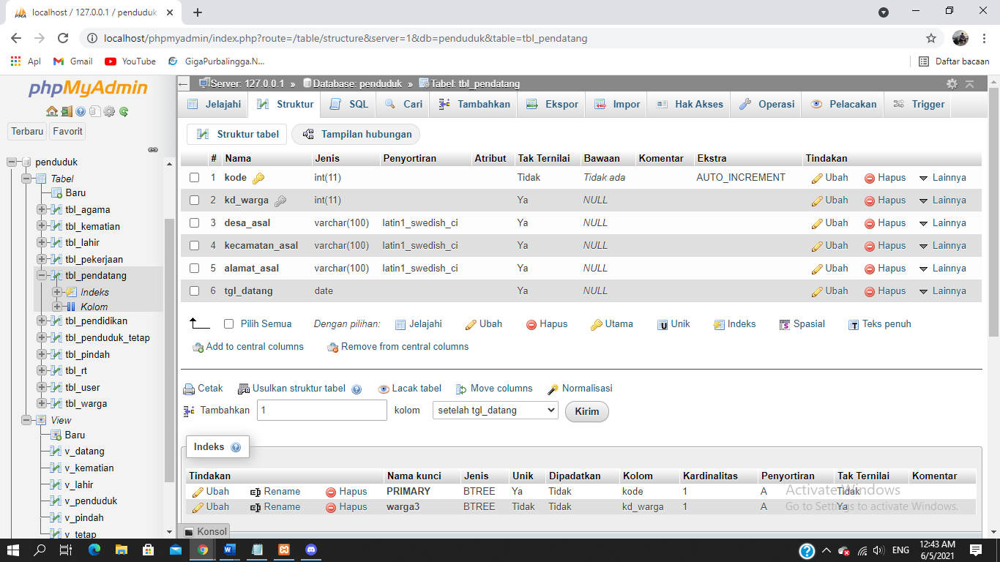 localhost / 127.0.0.1 / penduduk
localhost/phpmyadmin/index.php?route=/table/structure&server=1&db=penduduk&table=tbl_pendatang
Apl Gmail YouTube GigaPurbalingga.N... Daftar bacaan
phpMyAdmin
Terbaru Favorit
penduduk
Tabel
Baru
tbl_agama
tbl_kematian
tbl_lahir
tbl_pekerjaan
tbl_pendatang
Indeks
Kolom
tbl_pendidikan
tbl_penduduk_tetap
tbl_pindah
tbl_rt
tbl_user
tbl_warga
View
Baru
v_datang
v_kematian
v_lahir
v_penduduk
v_pindah
v_tetap
Server: 127.0.0.1 » Database: penduduk » Tabel: tbl_pendatang
Jelajahi Struktur SQL Cari Tambahkan Ekspor Impor Hak Akses Operasi Pelacakan Trigger
Struktur tabel Tampilan hubungan
# Nama Jenis Penyortiran Atribut Tak Ternilai Bawaan Komentar Ekstra Tindakan
1 kode int(11) Tidak Tidak ada AUTO_INCREMENT Ubah Hapus Lainnya
2 kd_warga int(11) Ya NULL Ubah Hapus Lainnya
3 desa_asal varchar(100) latin1_swedish_ci Ya NULL Ubah Hapus Lainnya
4 kecamatan_asal varchar(100) latin1_swedish_ci Ya NULL Ubah Hapus Lainnya
5 alamat_asal varchar(100) latin1_swedish_ci Ya NULL Ubah Hapus Lainnya
6 tgl_datang date Ya NULL Ubah Hapus Lainnya
Pilih Semua Dengan pilihan: Jelajahi Ubah Hapus Utama Unik Indeks Spasial Teks penuh
Add to central columns Remove from central columns
Cetak Usulkan struktur tabel Lacak tabel Move columns Normalisasi
Tambahkan 1 kolom setelah tgl_datang Kirim
Indeks
Tindakan Nama kunci Jenis Unik Dipadatkan Kolom Kardinalitas Penyortiran Tak Ternilai Komentar
Ubah Rename Hapus PRIMARY BTREE Ya Tidak kode 1 A Tidak
Ubah Rename Hapus warga3 BTREE Tidak Tidak kd_warga 1 A Ya
Activate Windows
Go to Settings to activate Windows.
Konsol
ENG
12:43 AM
6/5/2021